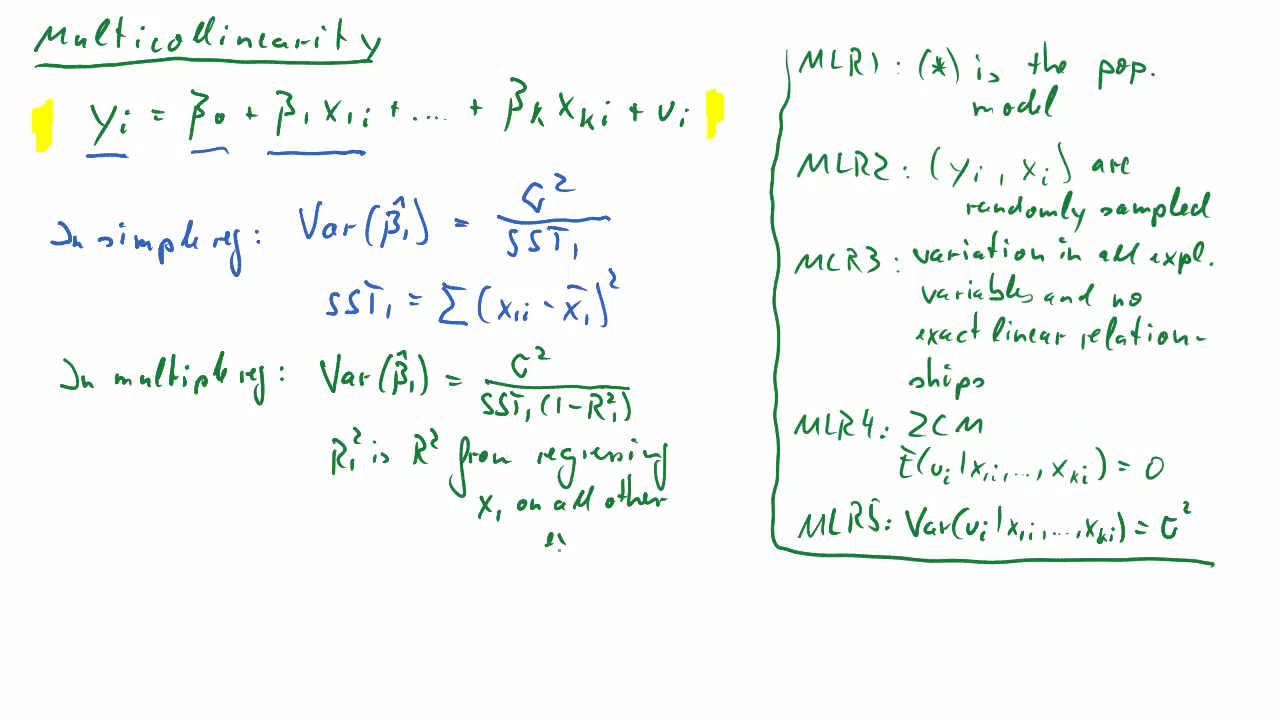 Multicollinearity
yi = β0 + β1 x1i + .... + βk xki + ui
In simple reg: Var(β̂1) = σ² / SST1
SST1 = Σ (x1i - x̄1)²
In multiple reg: Var(β̂1) = σ² / SST1 (1 - R1²)
R1² is R² from regressing
x1 on all other
MLR1: (*) is the pop.
model
MLR2: (yi, xi) are
randomly sampled
MLR3: variation in all expl.
variables and no
exact linear relation-
ships
MLR4: ZCM
E(ui|x1i,...,xki) = 0
MLR5: Var(ui|x1i,...,xki) = σ²